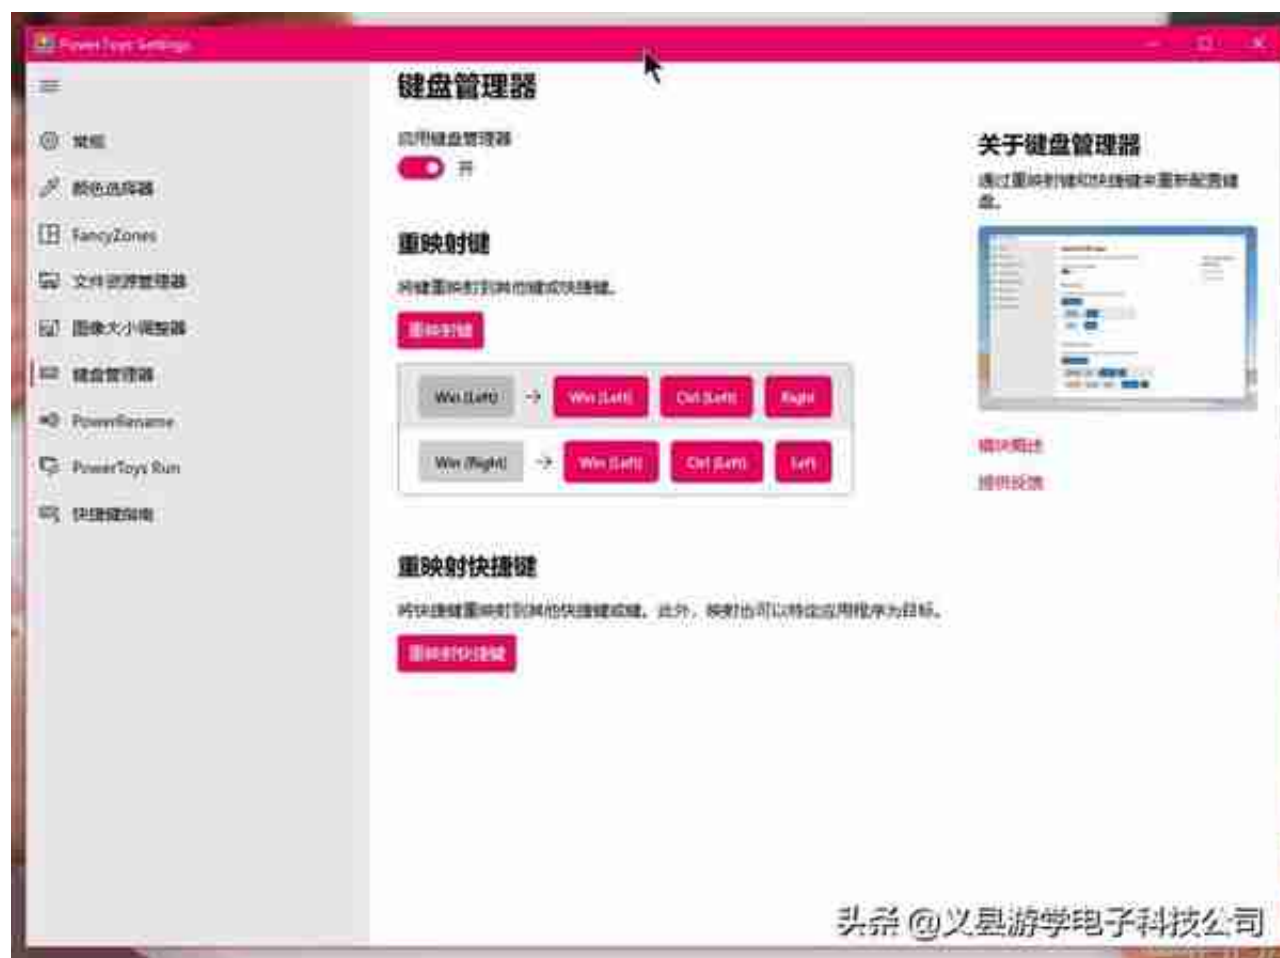 PowerToys Settings
常规
颜色选择器
FancyZones
文件资源管理器
图像大小调整器
键盘管理器
PowerRename
PowerToys Run
快捷键指南
键盘管理器
启用键盘管理器
开
重映射键
将键重映射到其他键或快捷键。
重映射键
Win (Left) → Win (Left) Ctrl (Left) Right
Win (Right) → Win (Left) Ctrl (Left) Left
重映射快捷键
将快捷键重映射到其他快捷键或键。此外，映射也可以特定应用程序为目标。
重映射快捷键
关于键盘管理器
通过重映射键和快捷键来重新配置键
盘。
模块概述
提供反馈
头条 @义县游学电子科技公司